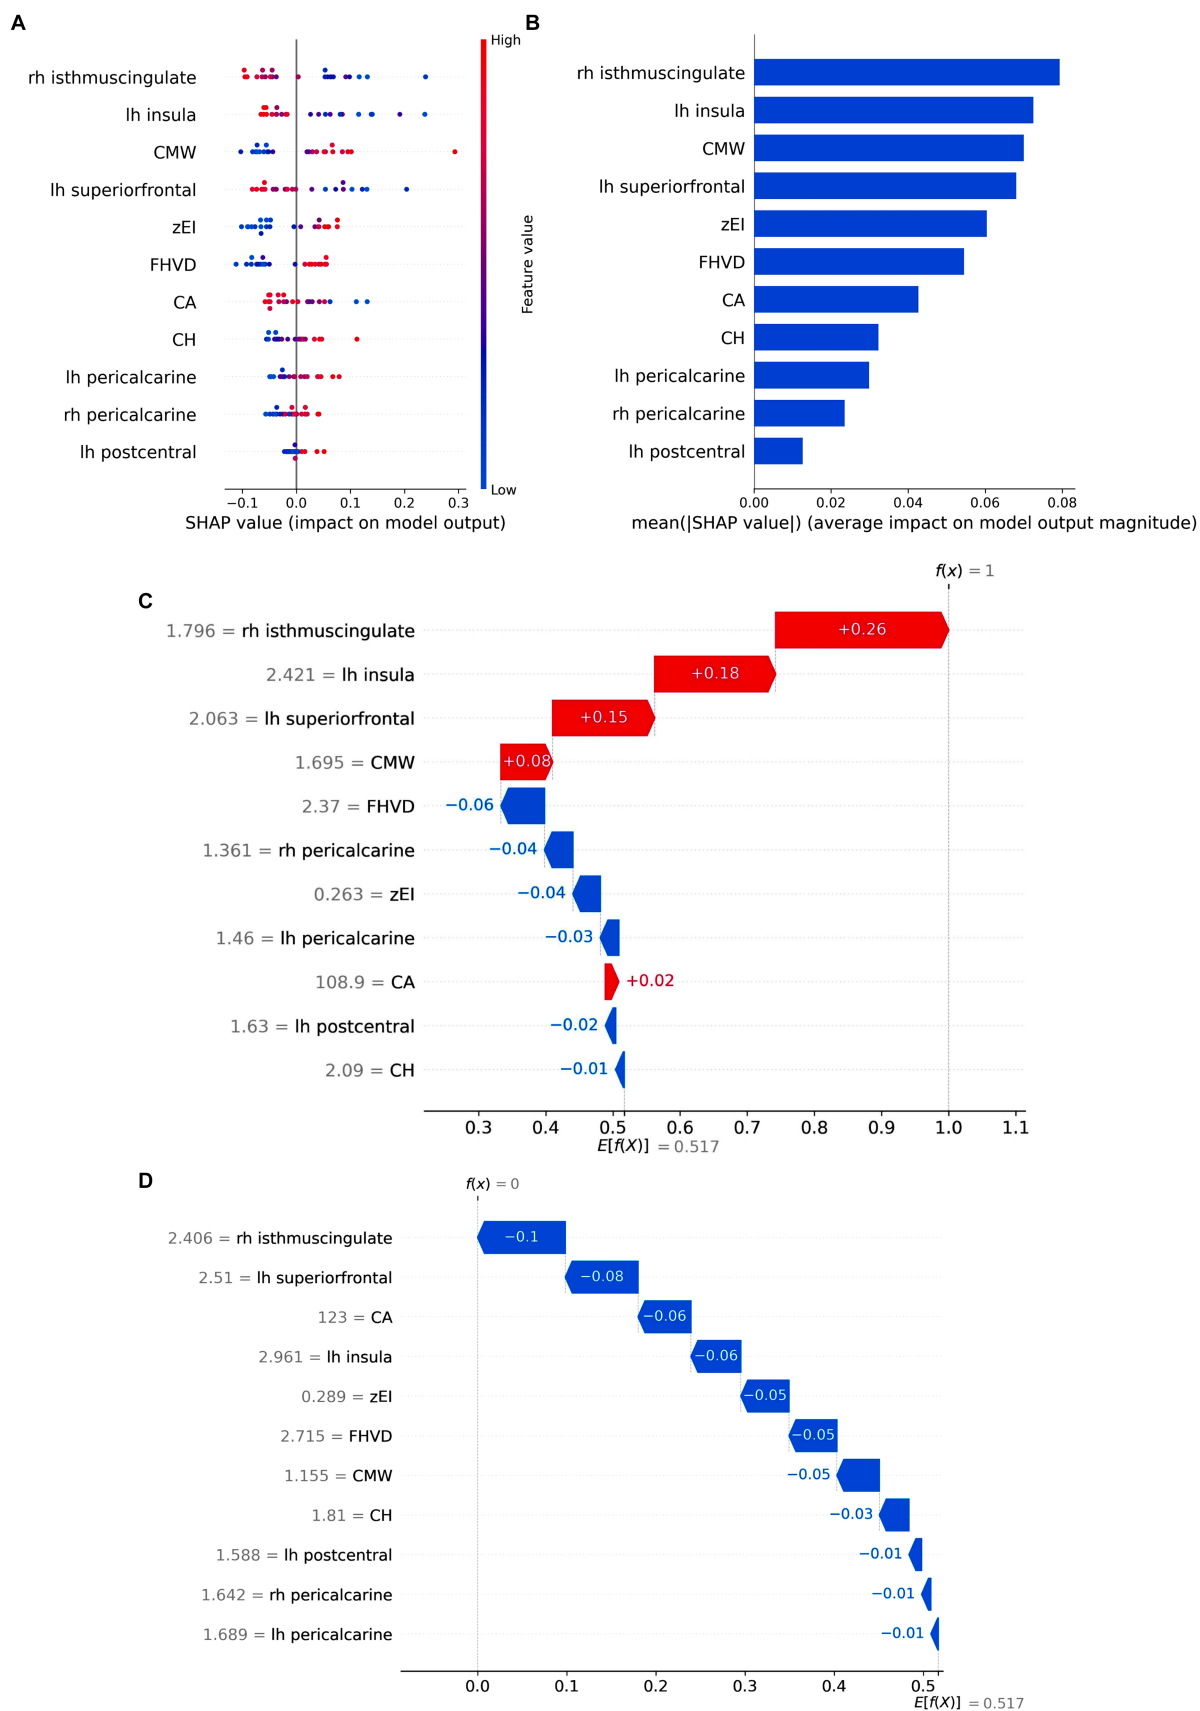 A
rh isthmuscingulate
lh insula
CMW
lh superiorfrontal
zEI
FHVD
CA
CH
lh pericalcarine
rh pericalcarine
lh postcentral
−0.1 0.0 0.1 0.2 0.3
SHAP value (impact on model output)
High
Feature value
Low
B
rh isthmuscingulate
lh insula
CMW
lh superiorfrontal
zEI
FHVD
CA
CH
lh pericalcarine
rh pericalcarine
lh postcentral
0.00 0.02 0.04 0.06 0.08
mean(|SHAP value|) (average impact on model output magnitude)
C
f(x) = 1
1.796 = rh isthmuscingulate +0.26
2.421 = lh insula +0.18
2.063 = lh superiorfrontal +0.15
1.695 = CMW +0.08
2.37 = FHVD −0.06
1.361 = rh pericalcarine −0.04
0.263 = zEI −0.04
1.46 = lh pericalcarine −0.03
108.9 = CA +0.02
1.63 = lh postcentral −0.02
2.09 = CH −0.01
0.3 0.4 0.5 0.6 0.7 0.8 0.9 1.0 1.1
E[f(X)] = 0.517
D
f(x) = 0
2.406 = rh isthmuscingulate −0.1
2.51 = lh superiorfrontal −0.08
123 = CA −0.06
2.961 = lh insula −0.06
0.289 = zEI −0.05
2.715 = FHVD −0.05
1.155 = CMW −0.05
1.81 = CH −0.03
1.588 = lh postcentral −0.01
1.642 = rh pericalcarine −0.01
1.689 = lh pericalcarine −0.01
0.0 0.1 0.2 0.3 0.4 0.5
E[f(X)] = 0.517